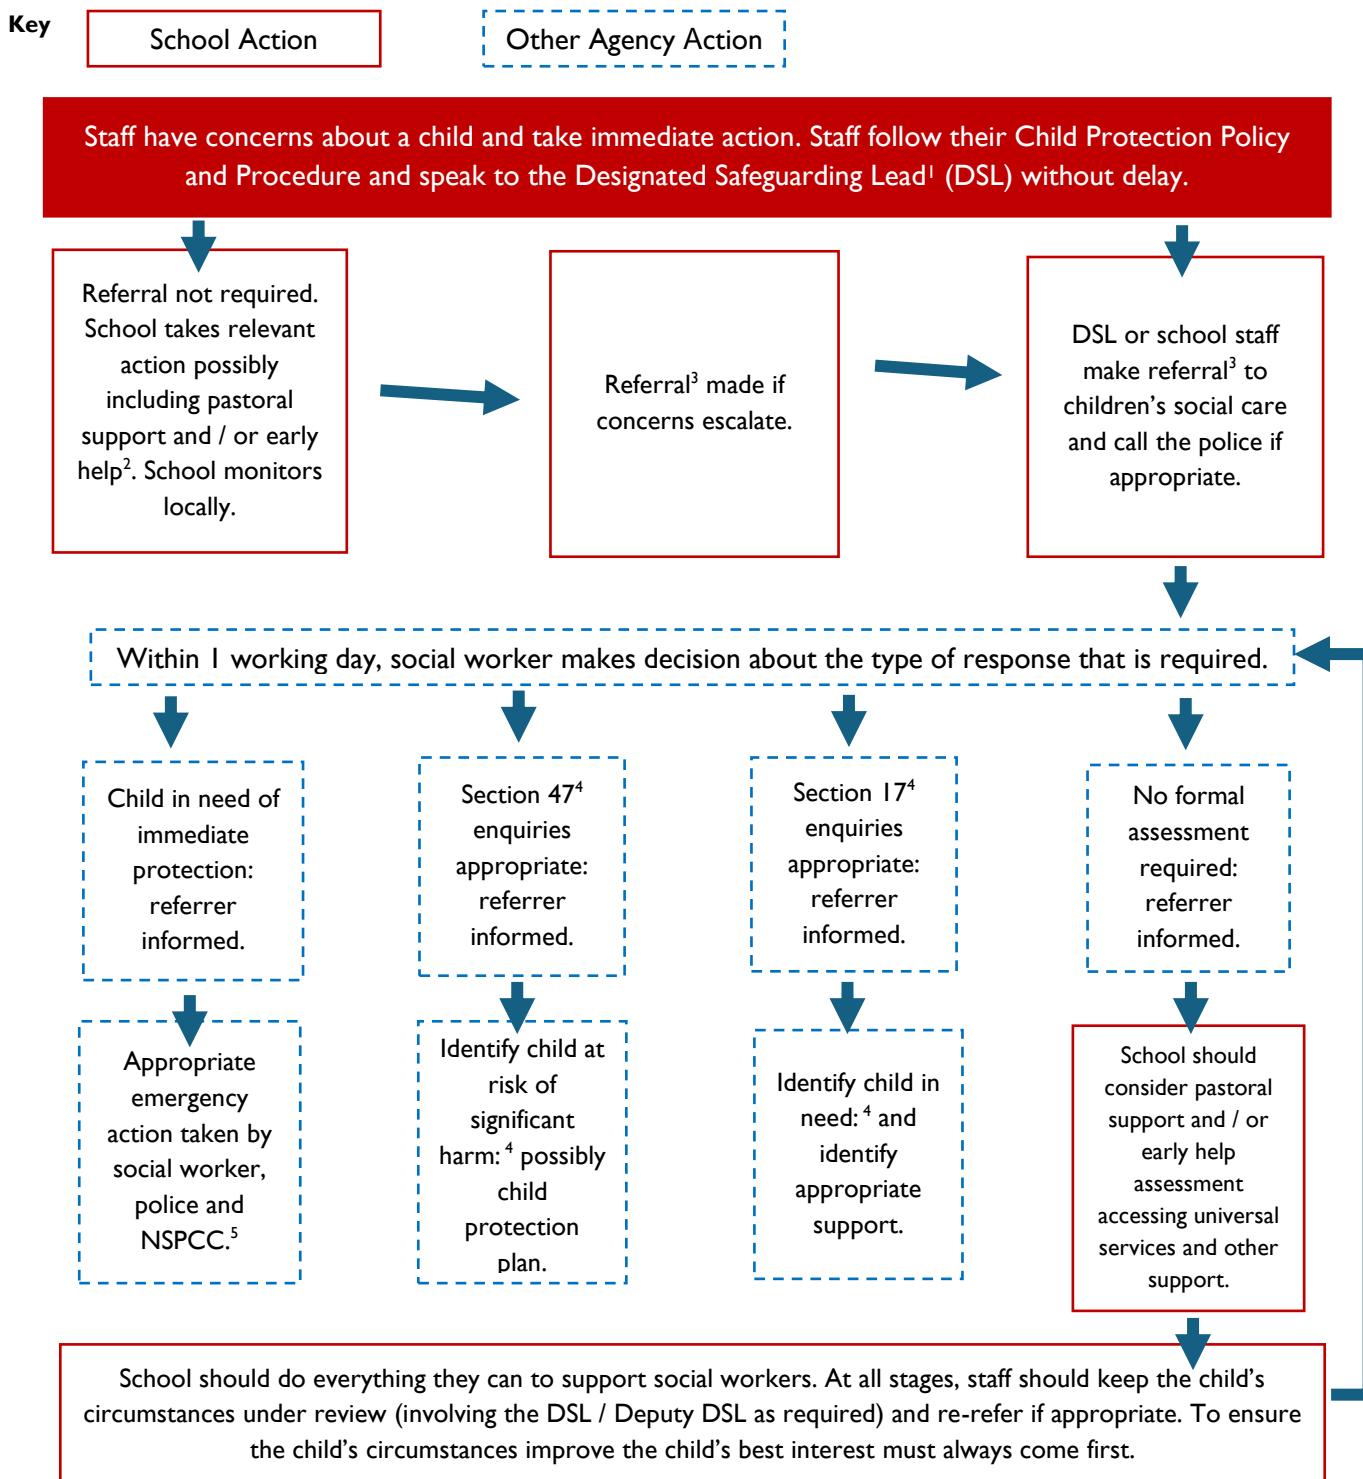 Key
School Action
Other Agency Action
Staff have concerns about a child and take immediate action. Staff follow their Child Protection Policy
and Procedure and speak to the Designated Safeguarding Lead¹ (DSL) without delay.
Referral not required.
School takes relevant
action possibly
including pastoral
support and / or early
help². School monitors
locally.
Referral³ made if
concerns escalate.
DSL or school staff
make referral³ to
children’s social care
and call the police if
appropriate.
Within 1 working day, social worker makes decision about the type of response that is required.
Child in need of
immediate
protection:
referrer
informed.
Section 47⁴
enquiries
appropriate:
referrer
informed.
Section 17⁴
enquiries
appropriate:
referrer
informed.
No formal
assessment
required:
referrer
informed.
Appropriate
emergency
action taken by
social worker,
police and
NSPCC.⁵
Identify child at
risk of
significant
harm: ⁴ possibly
child
protection
plan.
Identify child in
need: ⁴ and
identify
appropriate
support.
School should
consider pastoral
support and / or
early help
assessment
accessing universal
services and other
support.
School should do everything they can to support social workers. At all stages, staff should keep the child’s
circumstances under review (involving the DSL / Deputy DSL as required) and re-refer if appropriate. To ensure
the child’s circumstances improve the child’s best interest must always come first.